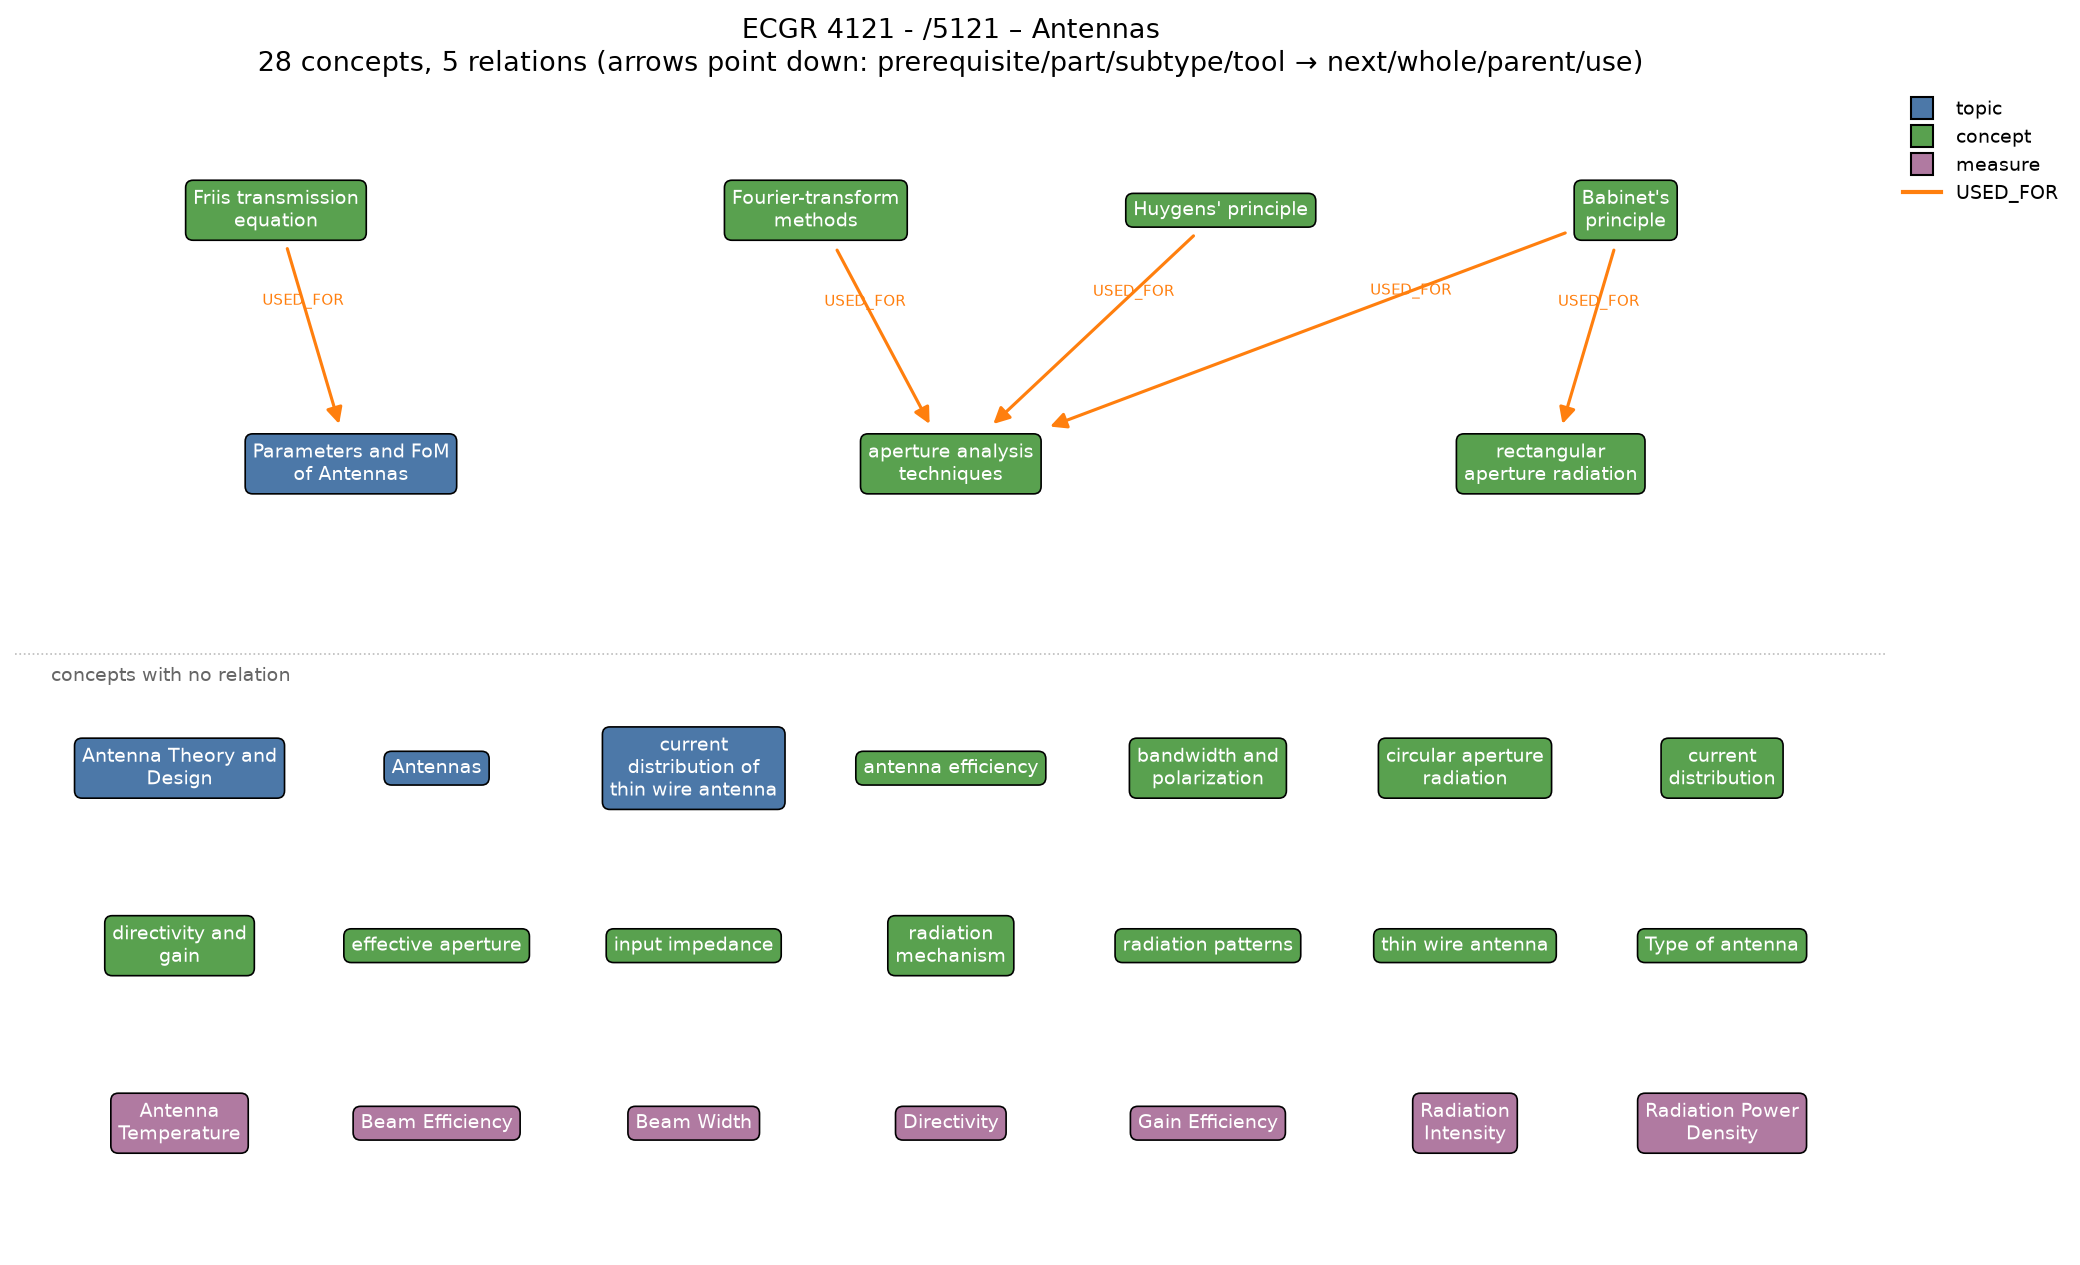 ECGR 4121 - /5121 – Antennas
28 concepts, 5 relations (arrows point down: prerequisite/part/subtype/tool → next/whole/parent/use)
topic
concept
measure
USED_FOR
Friis transmission
equation
Fourier-transform
methods
Huygens' principle
Babinet's
principle
USED_FOR
USED_FOR
USED_FOR
USED_FOR
USED_FOR
Parameters and FoM
of Antennas
aperture analysis
techniques
rectangular
aperture radiation
concepts with no relation
Antenna Theory and
Design
Antennas
current
distribution of
thin wire antenna
antenna efficiency
bandwidth and
polarization
circular aperture
radiation
current
distribution
directivity and
gain
effective aperture
input impedance
radiation
mechanism
radiation patterns
thin wire antenna
Type of antenna
Antenna
Temperature
Beam Efficiency
Beam Width
Directivity
Gain Efficiency
Radiation
Intensity
Radiation Power
Density